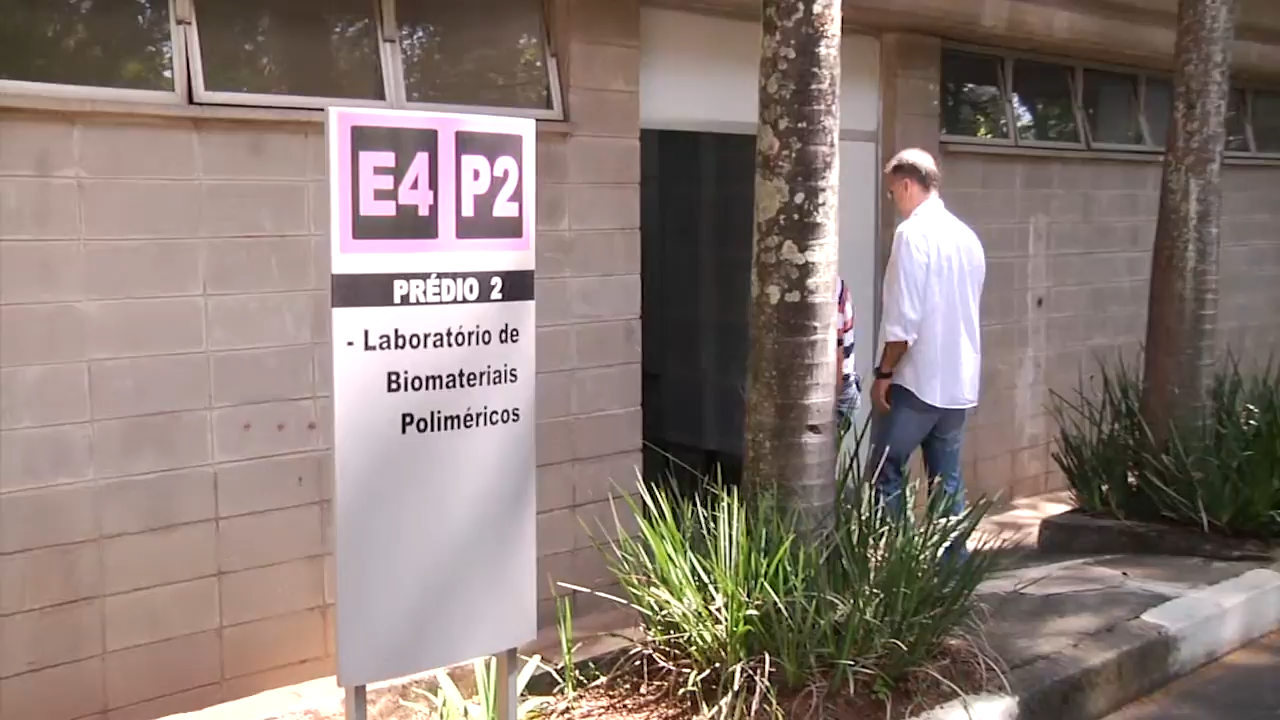 E4 P2
PRÉDIO 2
- Laboratório de
Biomateriais
Poliméricos